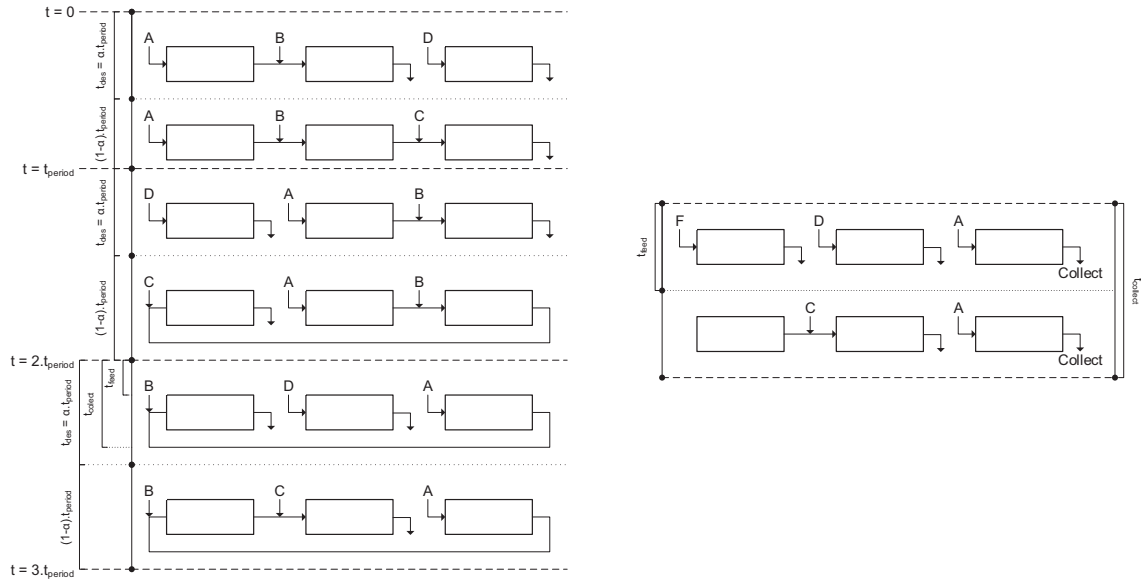 t = 0
t_des = α.t_period
A B D
(1-α).t_period
A B C
t = t_period
t_des = α.t_period
D A B
(1-α).t_period
C A B
t = 2.t_period
t_des = α.t_period
t_coled
t_feed
B D A
(1-α).t_period
B C A
t = 3.t_period
t_feed
F D A
Collect
C A
Collect
t_collect